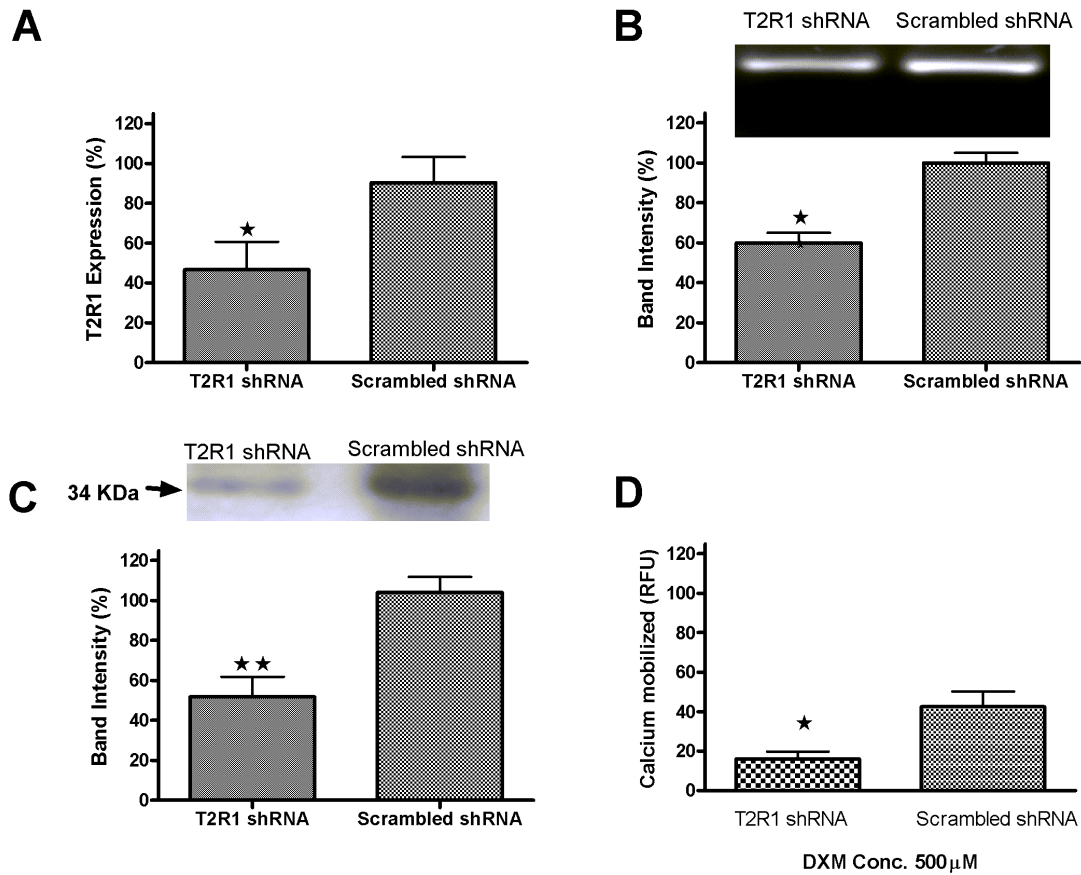 A
T2R1 Expression (%)
120
100
80
60
40
20
0
★
T2R1 shRNA Scrambled shRNA
B
T2R1 shRNA Scrambled shRNA
Band Intensity (%)
120
100
80
60
40
20
0
★
T2R1 shRNA Scrambled shRNA
C
T2R1 shRNA Scrambled shRNA
34 KDa
Band Intensity (%)
120
100
80
60
40
20
0
★ ★
T2R1 shRNA Scrambled shRNA
D
Calcium mobilized (RFU)
120
100
80
60
40
20
0
★
T2R1 shRNA Scrambled shRNA
DXM Conc. 500µM